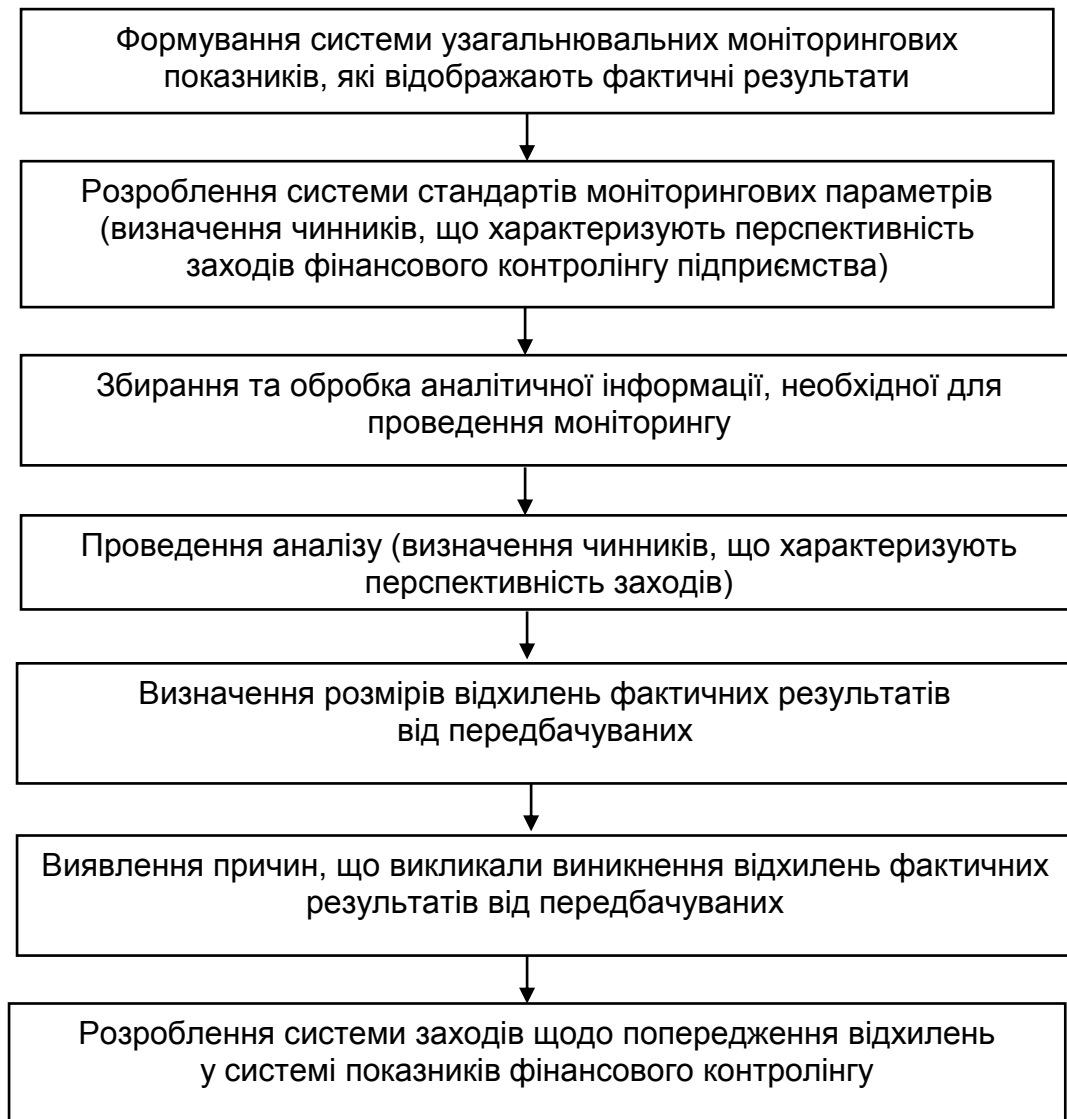 Формування системи узагальнювальних моніторингових
показників, які відображають фактичні результати
Розроблення системи стандартів моніторингових параметрів
(визначення чинників, що характеризують перспективність
заходів фінансового контролінгу підприємства)
Збирання та обробка аналітичної інформації, необхідної для
проведення моніторингу
Проведення аналізу (визначення чинників, що характеризують
перспективність заходів)
Визначення розмірів відхилень фактичних результатів
від передбачуваних
Виявлення причин, що викликали виникнення відхилень фактичних
результатів від передбачуваних
Розроблення системи заходів щодо попередження відхилень
у системі показників фінансового контролінгу